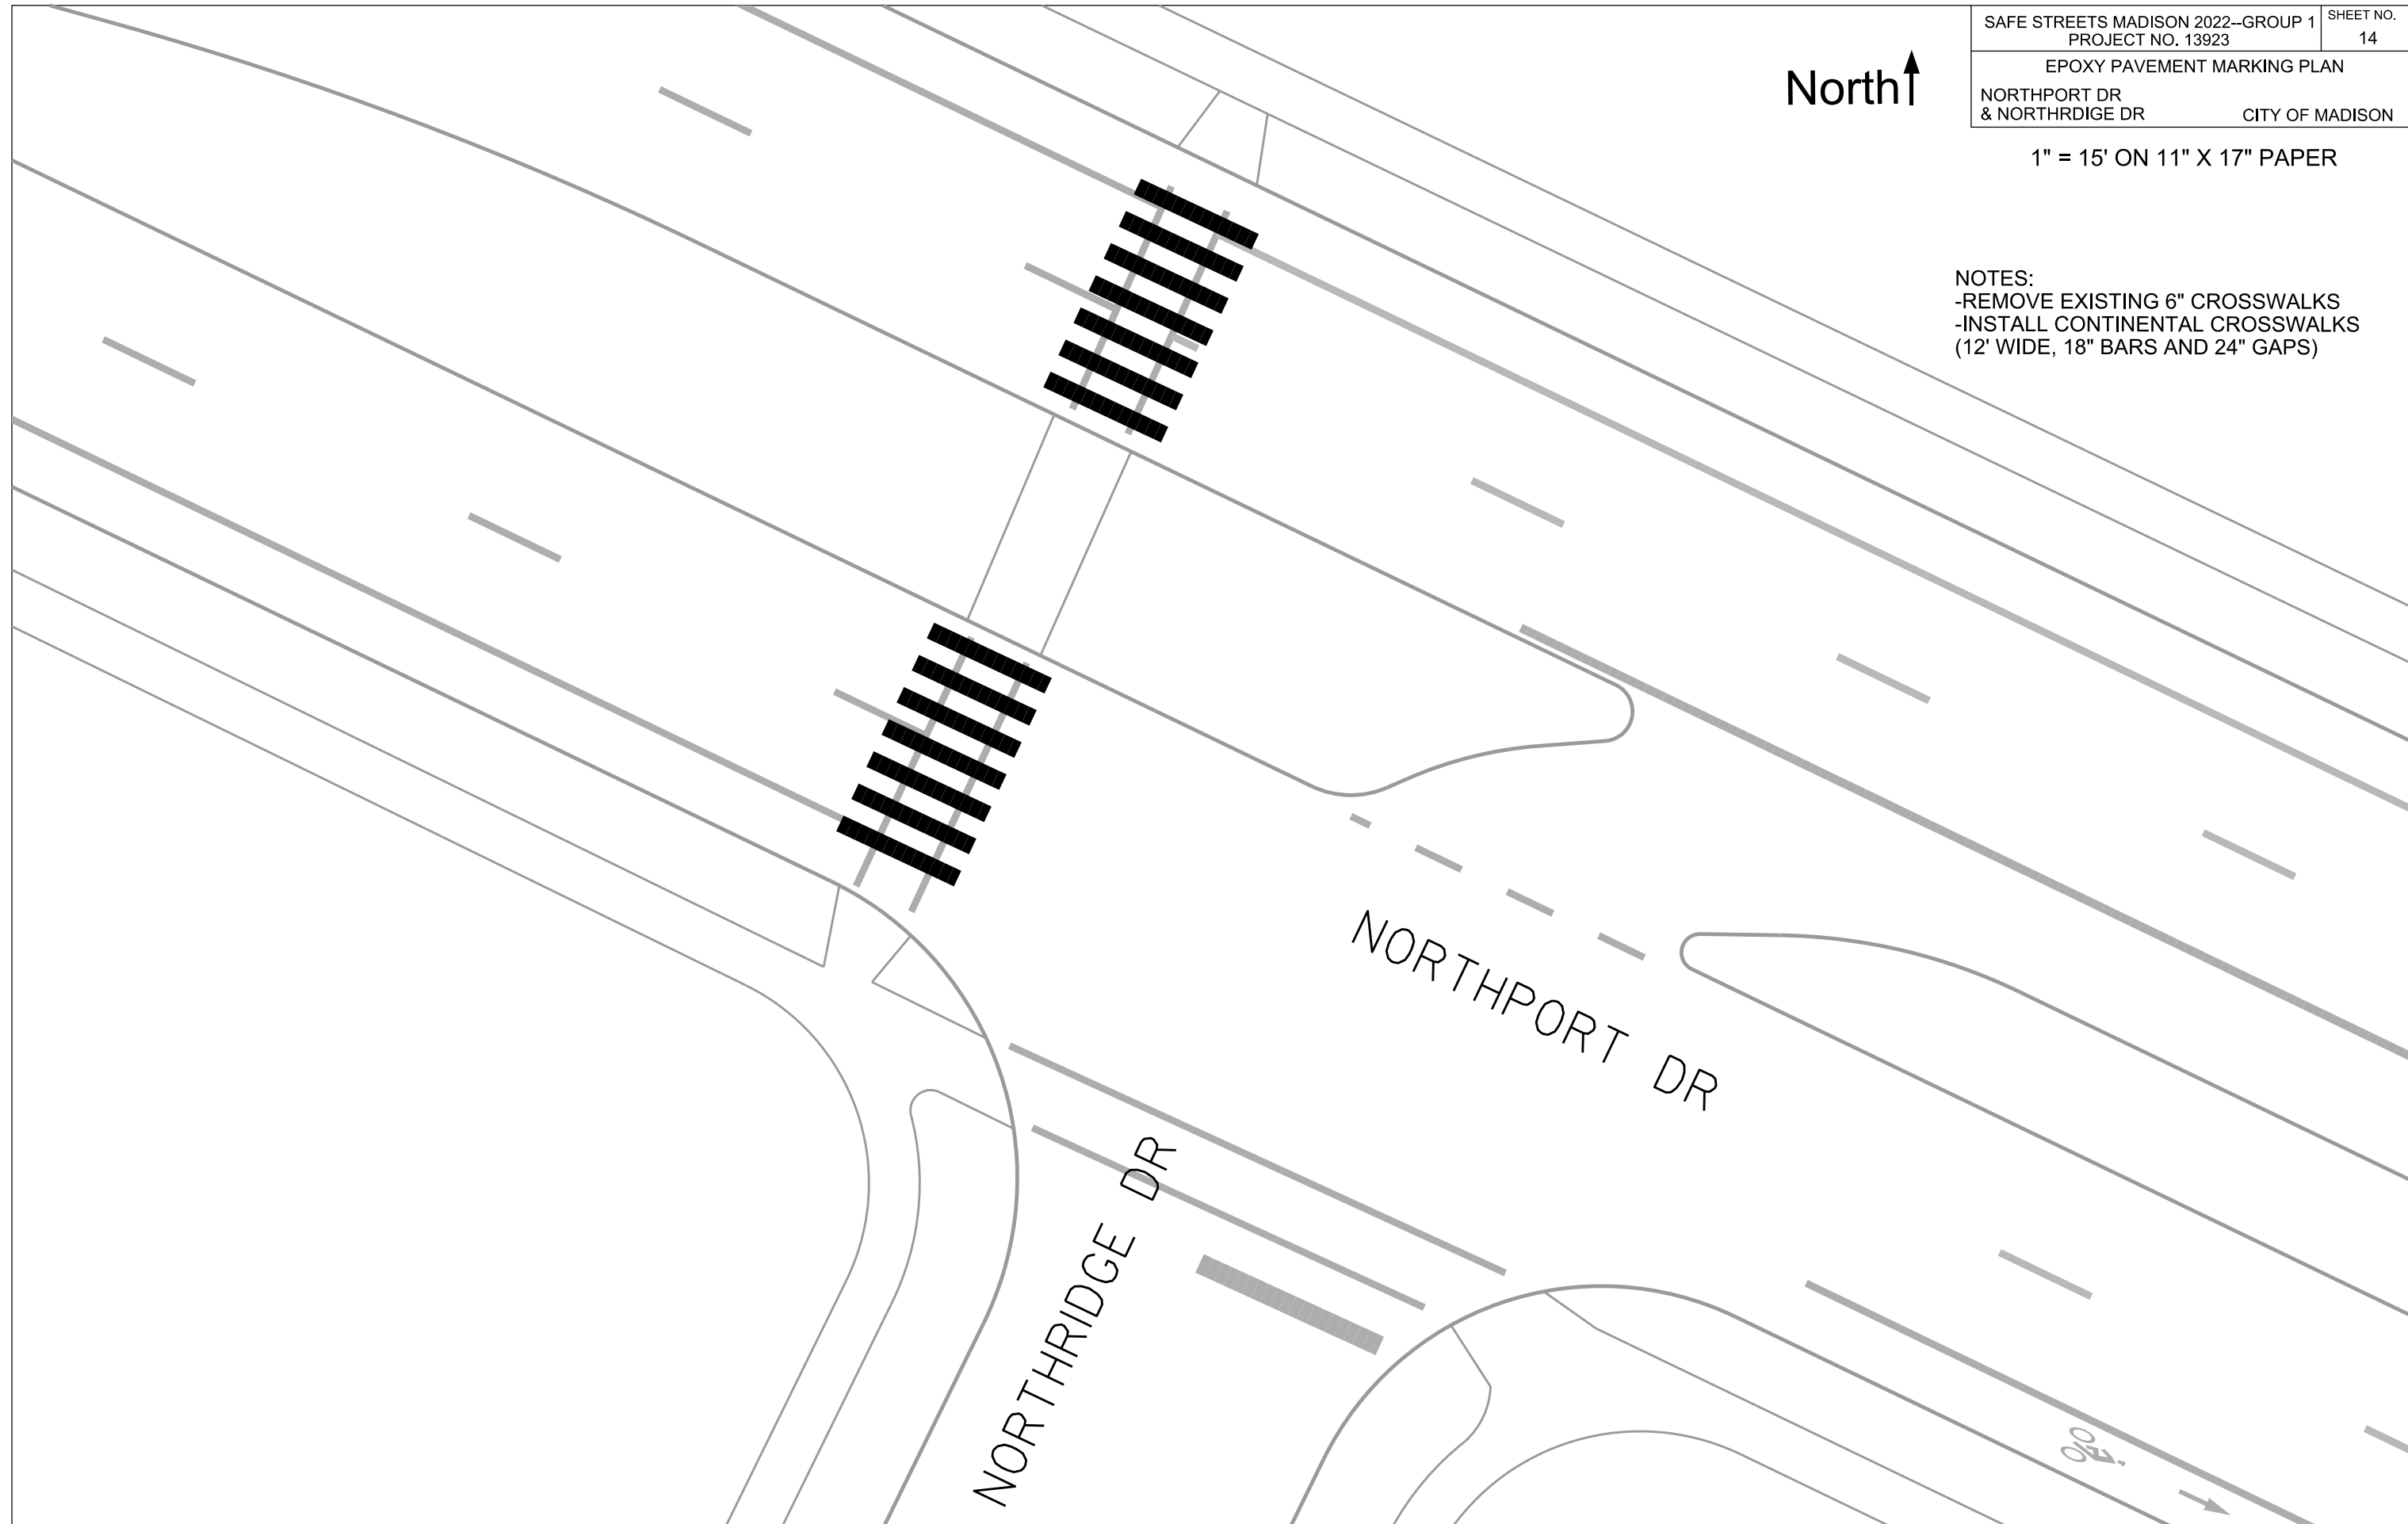 SAFE STREETS MADISON 2022--GROUP 1
PROJECT NO. 13923
SHEET NO.
14
EPOXY PAVEMENT MARKING PLAN
NORTHPORT DR
& NORTHRDIGE DR
CITY OF MADISON
North
1" = 15' ON 11" X 17" PAPER
NOTES:
-REMOVE EXISTING 6" CROSSWALKS
-INSTALL CONTINENTAL CROSSWALKS
(12' WIDE, 18" BARS AND 24" GAPS)
NORTHPORT DR
NORTHRIDGE DR